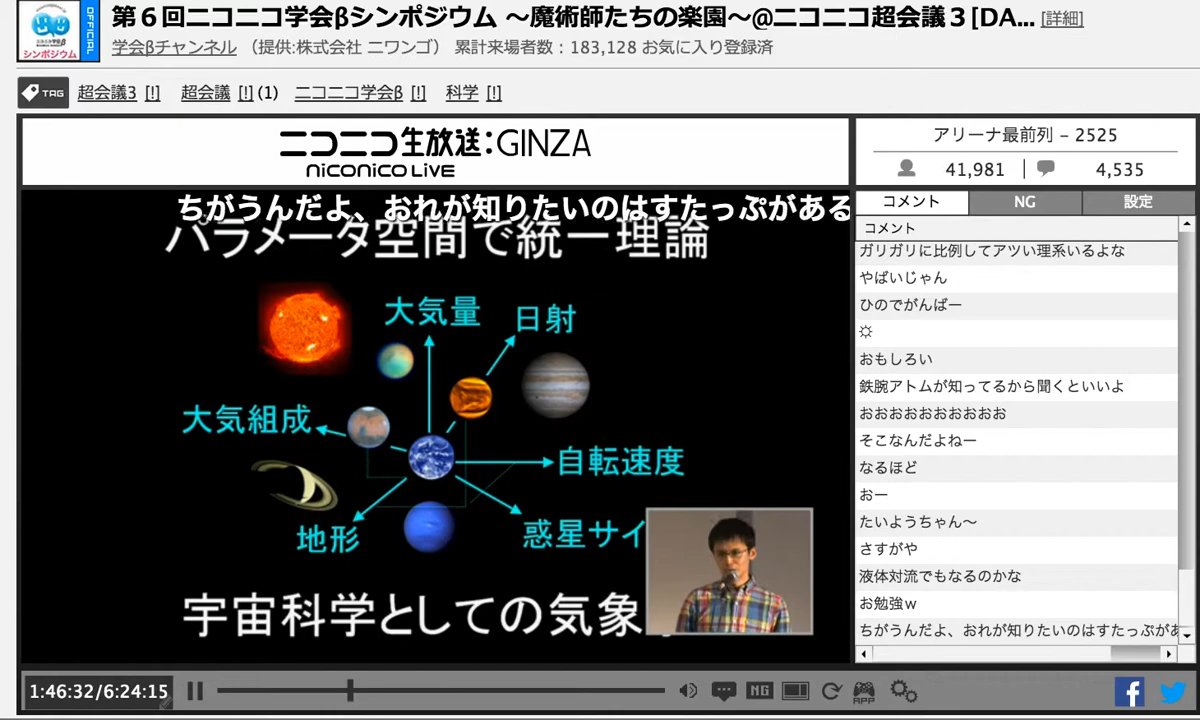 第６回ニコニコ学会βシンポジウム ～魔術師たちの楽園～@ニコニコ超会議３[DA... [詳細]
OFFICIAL
シンポジウム
学会βチャンネル （提供:株式会社 ニワンゴ） 累計来場者数：183,128 お気に入り登録済
TAG 超会議3 [!] 超会議 [!] (1) ニコニコ学会β [!] 科学 [!]
ニコニコ生放送:GINZA
niconico LIVE
アリーナ最前列 – 2525
41,981 4,535
コメント NG 設定
コメント
ガリガリに比例してアツい理系いるよな
やばいじゃん
ひのでがんばー
☼
おもしろい
鉄腕アトムが知ってるから聞くといいよ
おおおおおおおおおお
そこなんだよねー
なるほど
おー
たいようちゃん～
さすがや
液体対流でもなるのかな
お勉強ｗ
ちがうんだよ、おれが知りたいのはすたっぷがあ
ちがうんだよ、おれが知りたいのはすたっぷがある
パラメータ空間で統一理論
大気量
日射
大気組成
自転速度
地形
惑星サイ
宇宙科学としての気象
1:46:32/6:24:15
NG
APP